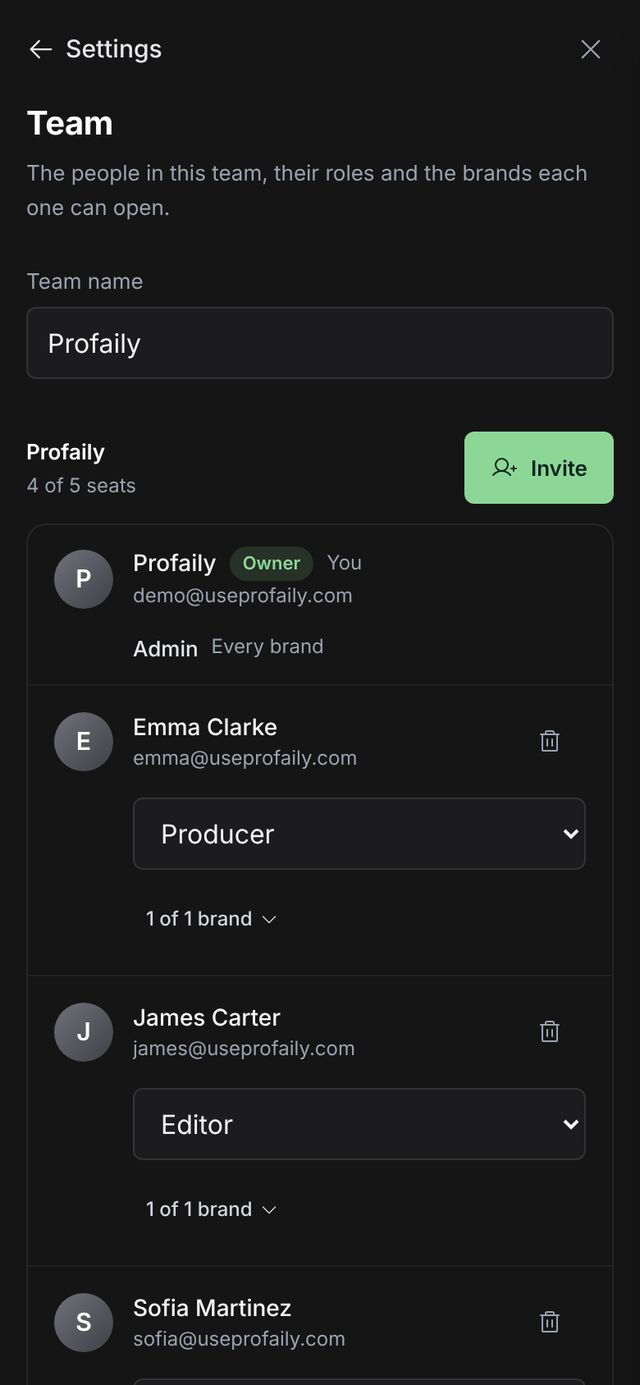 Settings
Team
The people in this team, their roles and the brands each
one can open.
Team name
Profaily
Profaily
4 of 5 seats
Invite
P
Profaily Owner You
demo@useprofaily.com
Admin Every brand
E
Emma Clarke
emma@useprofaily.com
Producer
1 of 1 brand
J
James Carter
james@useprofaily.com
Editor
1 of 1 brand
S
Sofia Martinez
sofia@useprofaily.com